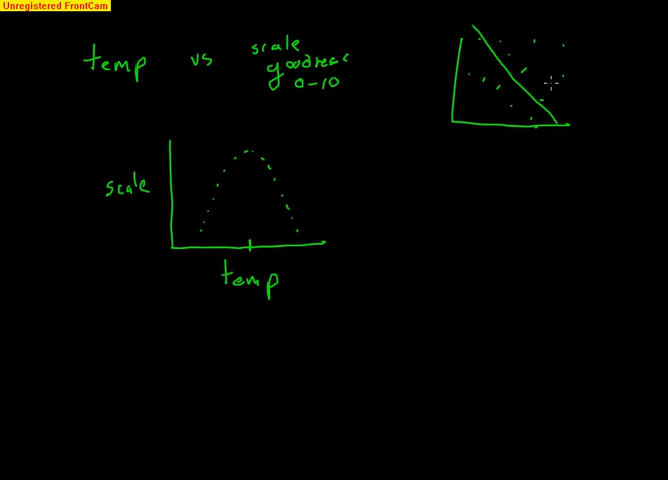 Unregistered FrontCam
temp vs scale
goodness
0-10
scale
temp